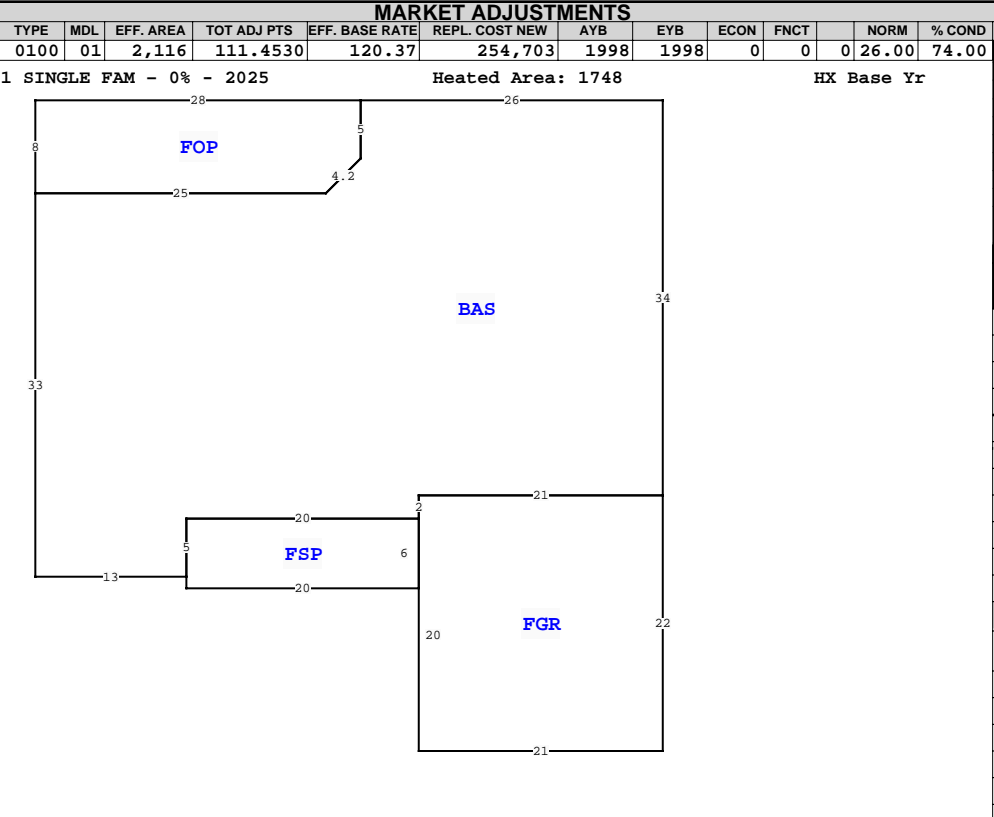 MARKET ADJUSTMENTS
TYPE MDL EFF. AREA TOT ADJ PTS EFF. BASE RATE REPL. COST NEW AYB EYB ECON FNCT NORM % COND
0100 01 2,116 111.4530 120.37 254,703 1998 1998 0 0 0 26.00 74.00
1 SINGLE FAM - 0% - 2025 Heated Area: 1748 HX Base Yr
28 26
5
8 FOP
4.2
25
34
BAS
33
21
2
20
5 FSP 6
13
20
FGR 22
20
21